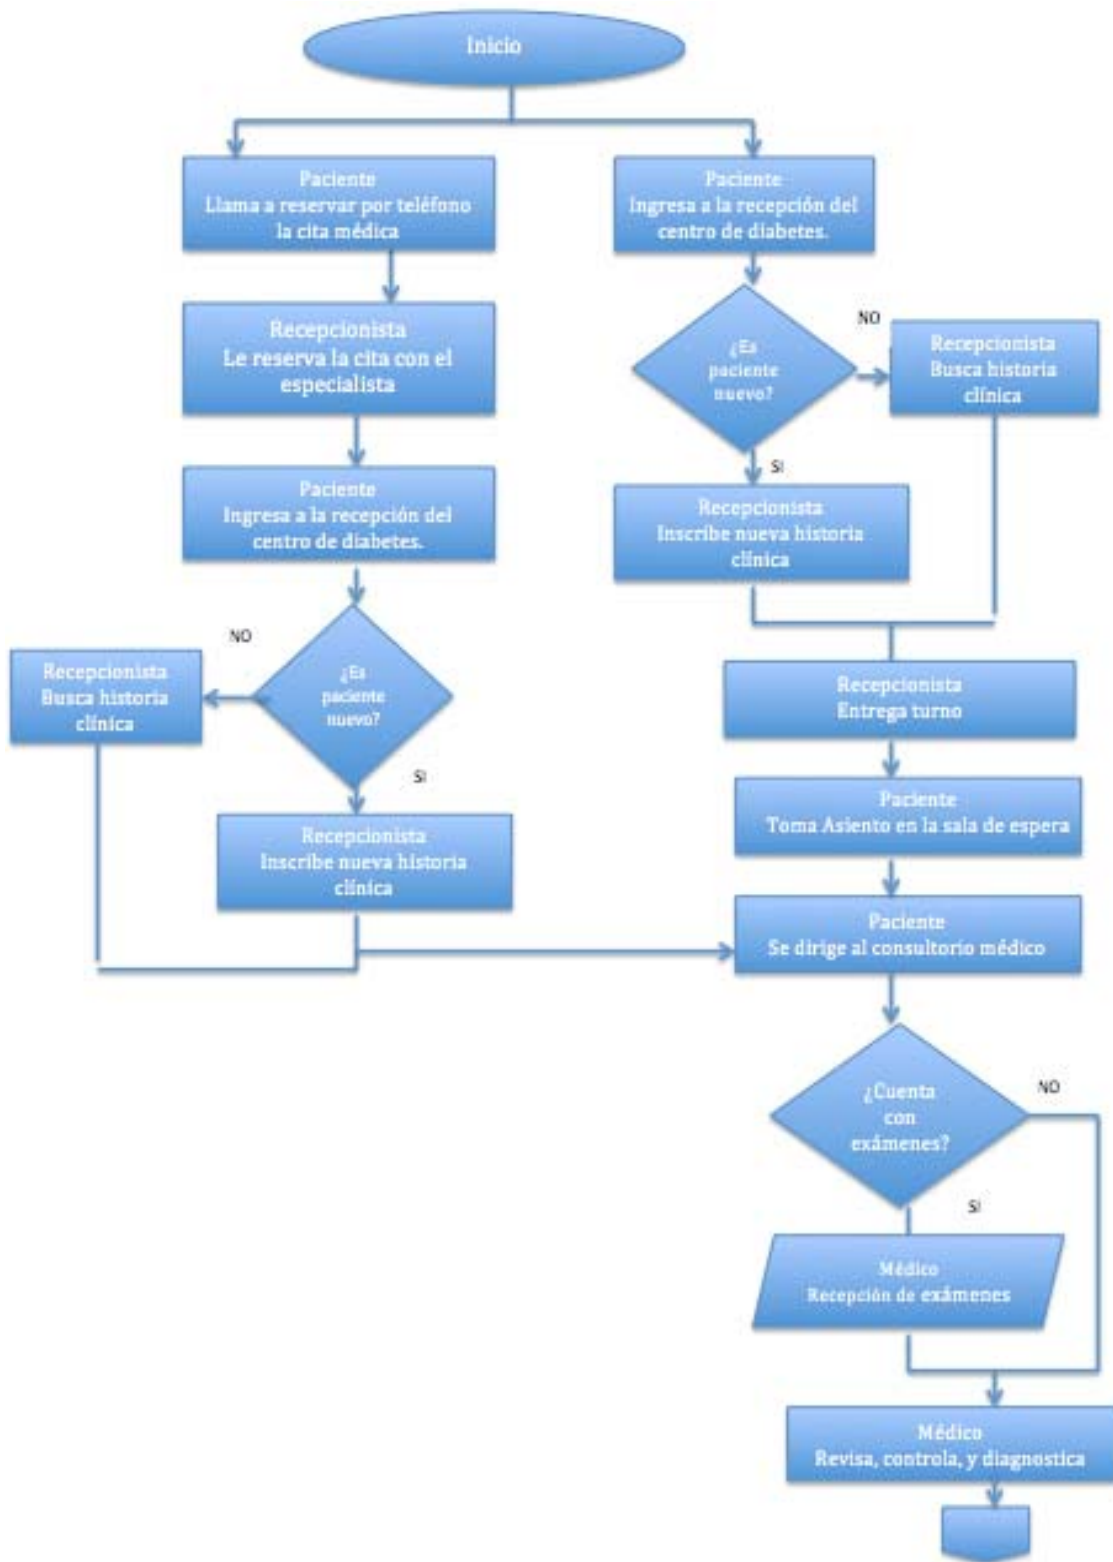 Inicio
Paciente
Llama a reservar por teléfono
la cita médica
Paciente
Ingresa a la recepción del
centro de diabetes.
Recepcionista
Le reserva la cita con el
especialista
¿Es
paciente
nuevo?
NO
Recepcionista
Busca historia
clínica
SI
Paciente
Ingresa a la recepción del
centro de diabetes.
Recepcionista
Inscribe nueva historia
clínica
NO
¿Es
paciente
nuevo?
Recepcionista
Busca historia
clínica
SI
Recepcionista
Entrega turno
Recepcionista
Inscribe nueva historia
clínica
Paciente
Toma Asiento en la sala de espera
Paciente
Se dirige al consultorio médico
¿Cuenta
con
exámenes?
NO
SI
Médico
Recepción de exámenes
Médico
Revisa, controla, y diagnostica